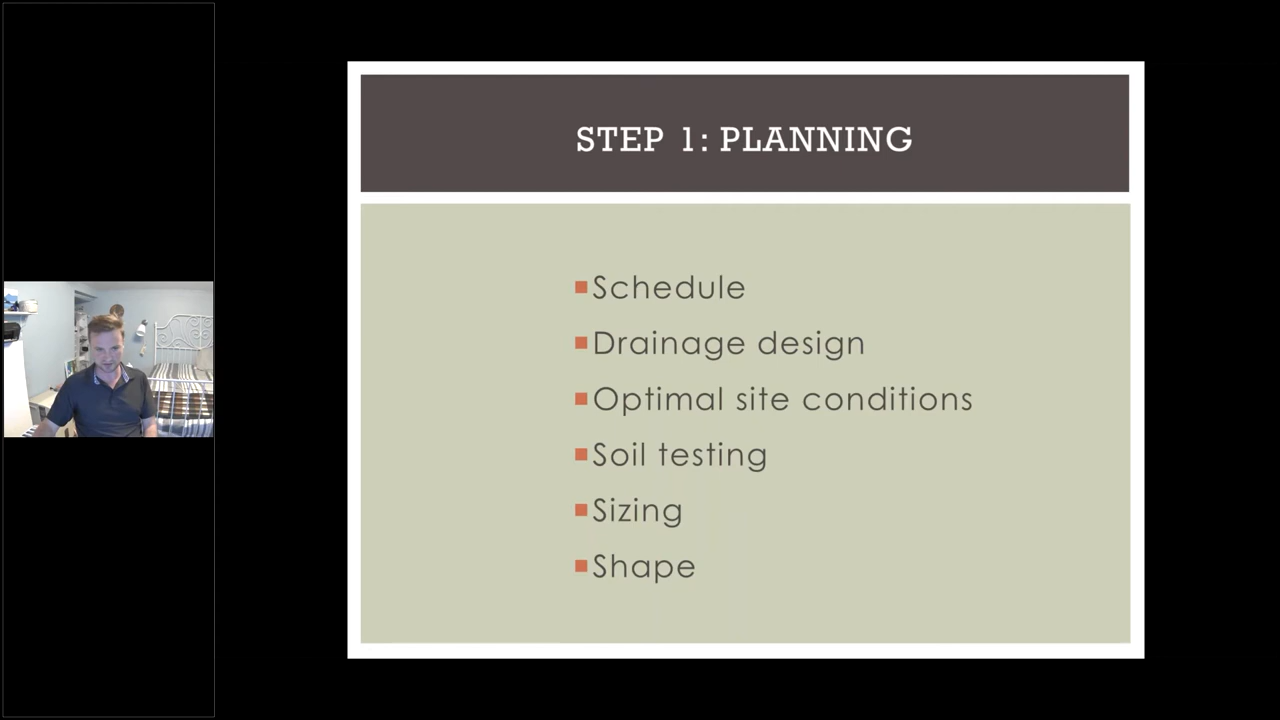 STEP 1: PLANNING
Schedule
Drainage design
Optimal site conditions
Soil testing
Sizing
Shape